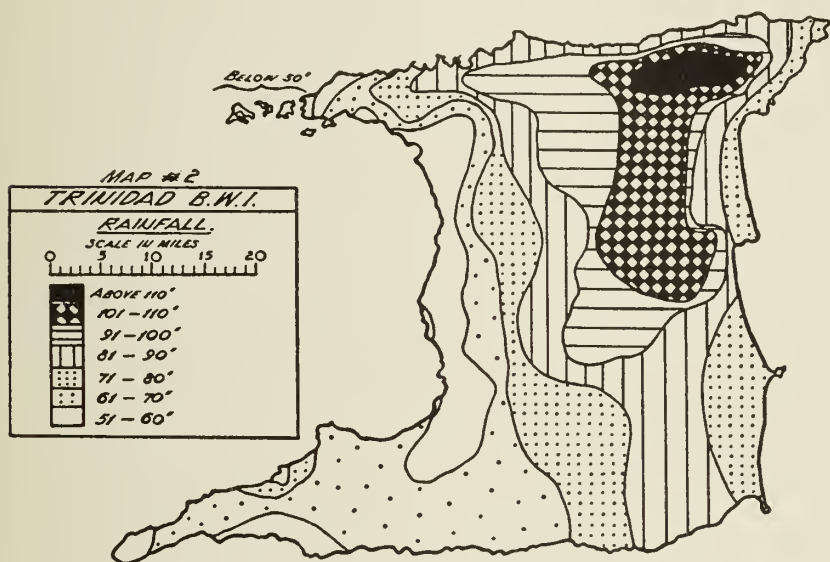 BELOW 50"
MAP #2
TRINIDAD B.W.I.
RAINFALL.
SCALE IN MILES
0 5 10 15 20
ABOVE 110"
101 – 110"
91 – 100"
81 – 90"
71 – 80"
61 – 70"
51 – 60"